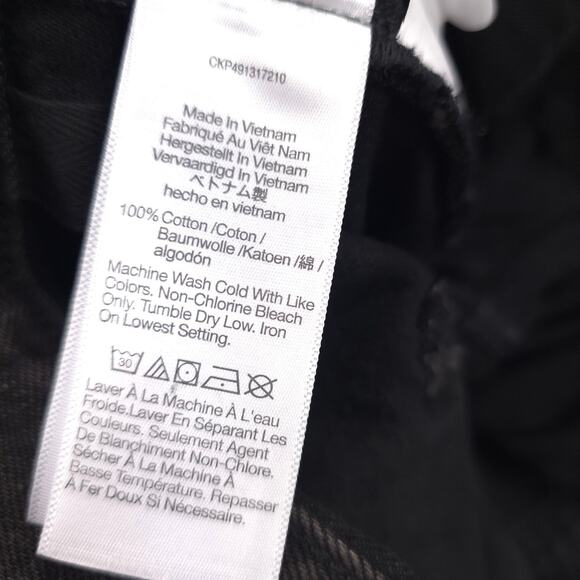 CKP491317210
Made In Vietnam
Fabriqué Au Viêt Nam
Hergestellt In Vietnam
Vervaardigd In Vietnam
ベトナム製
hecho en vietnam
100% Cotton /Coton /
Baumwolle /Katoen /綿 /
algodón
Machine Wash Cold With Like
Colors. Non-Chlorine Bleach
Only. Tumble Dry Low. Iron
On Lowest Setting.
30
Laver À La Machine À L'eau
Froide.Laver En Séparant Les
Couleurs. Seulement Agent
De Blanchiment Non-Chlore.
Sécher À La Machine À
Basse Température. Repasser
À Fer Doux Si Nécessaire.